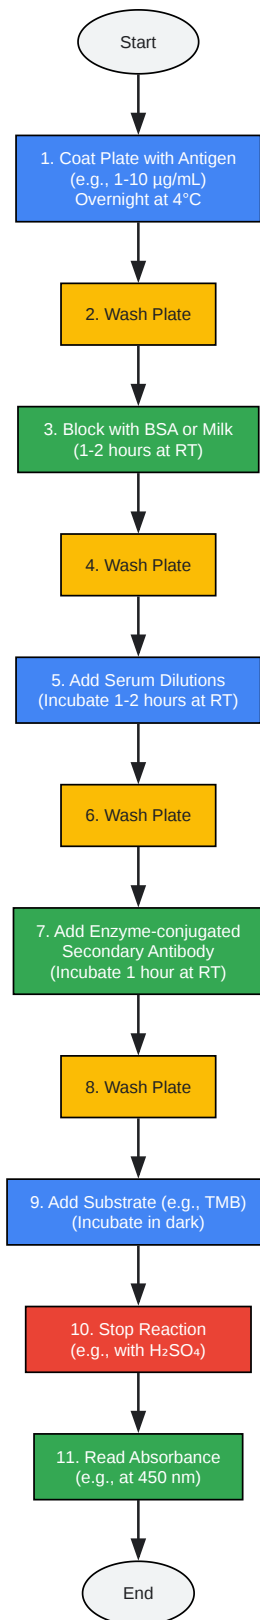 Start
1. Coat Plate with Antigen
(e.g., 1-10 µg/mL)
Overnight at 4°C
2. Wash Plate
3. Block with BSA or Milk
(1-2 hours at RT)
4. Wash Plate
5. Add Serum Dilutions
(Incubate 1-2 hours at RT)
6. Wash Plate
7. Add Enzyme-conjugated
Secondary Antibody
(Incubate 1 hour at RT)
8. Wash Plate
9. Add Substrate (e.g., TMB)
(Incubate in dark)
10. Stop Reaction
(e.g., with H₂SO₄)
11. Read Absorbance
(e.g., at 450 nm)
End